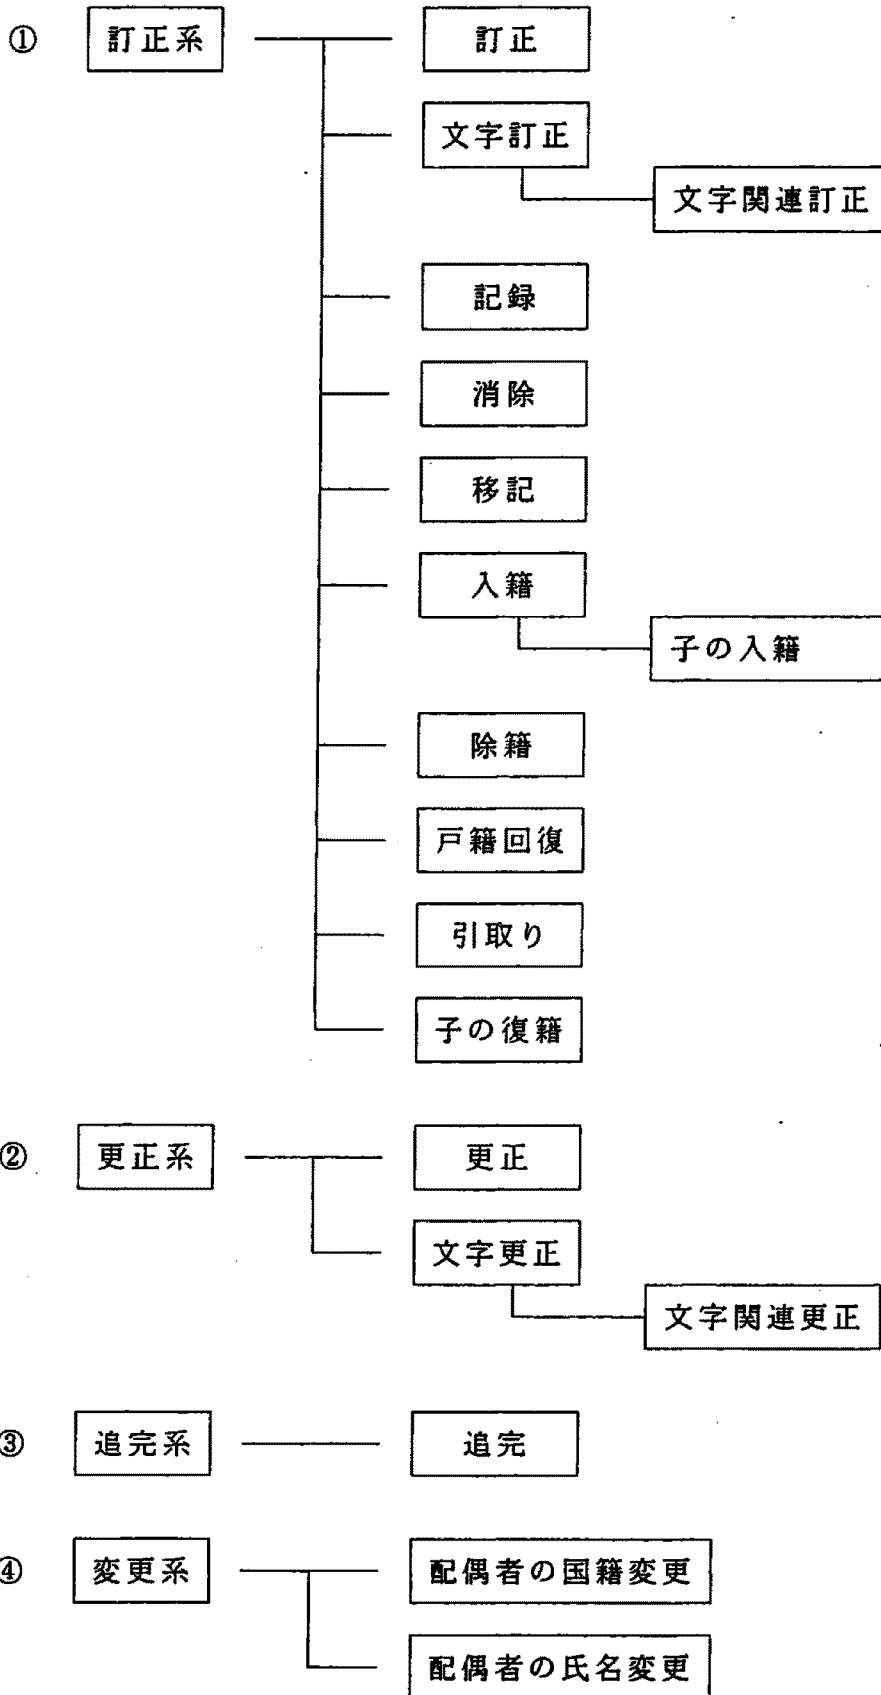 ① 訂正系 訂正
文字訂正
文字関連訂正
記録
消除
移記
入籍
子の入籍
除籍
戸籍回復
引取り
子の復籍
② 更正系 更正
文字更正
文字関連更正
③ 追完系 追完
④ 変更系 配偶者の国籍変更
配偶者の氏名変更